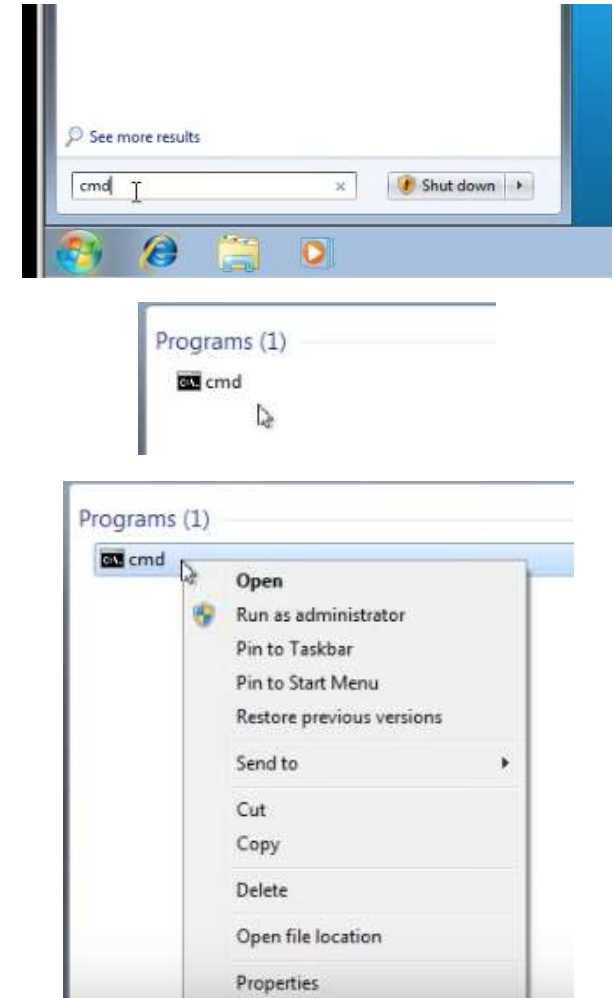 See more results
cmd
Shut down
Programs (1)
C:\.
cmd
Programs (1)
C:\.
cmd
Open
Run as administrator
Pin to Taskbar
Pin to Start Menu
Restore previous versions
Send to
Cut
Copy
Delete
Open file location
Properties